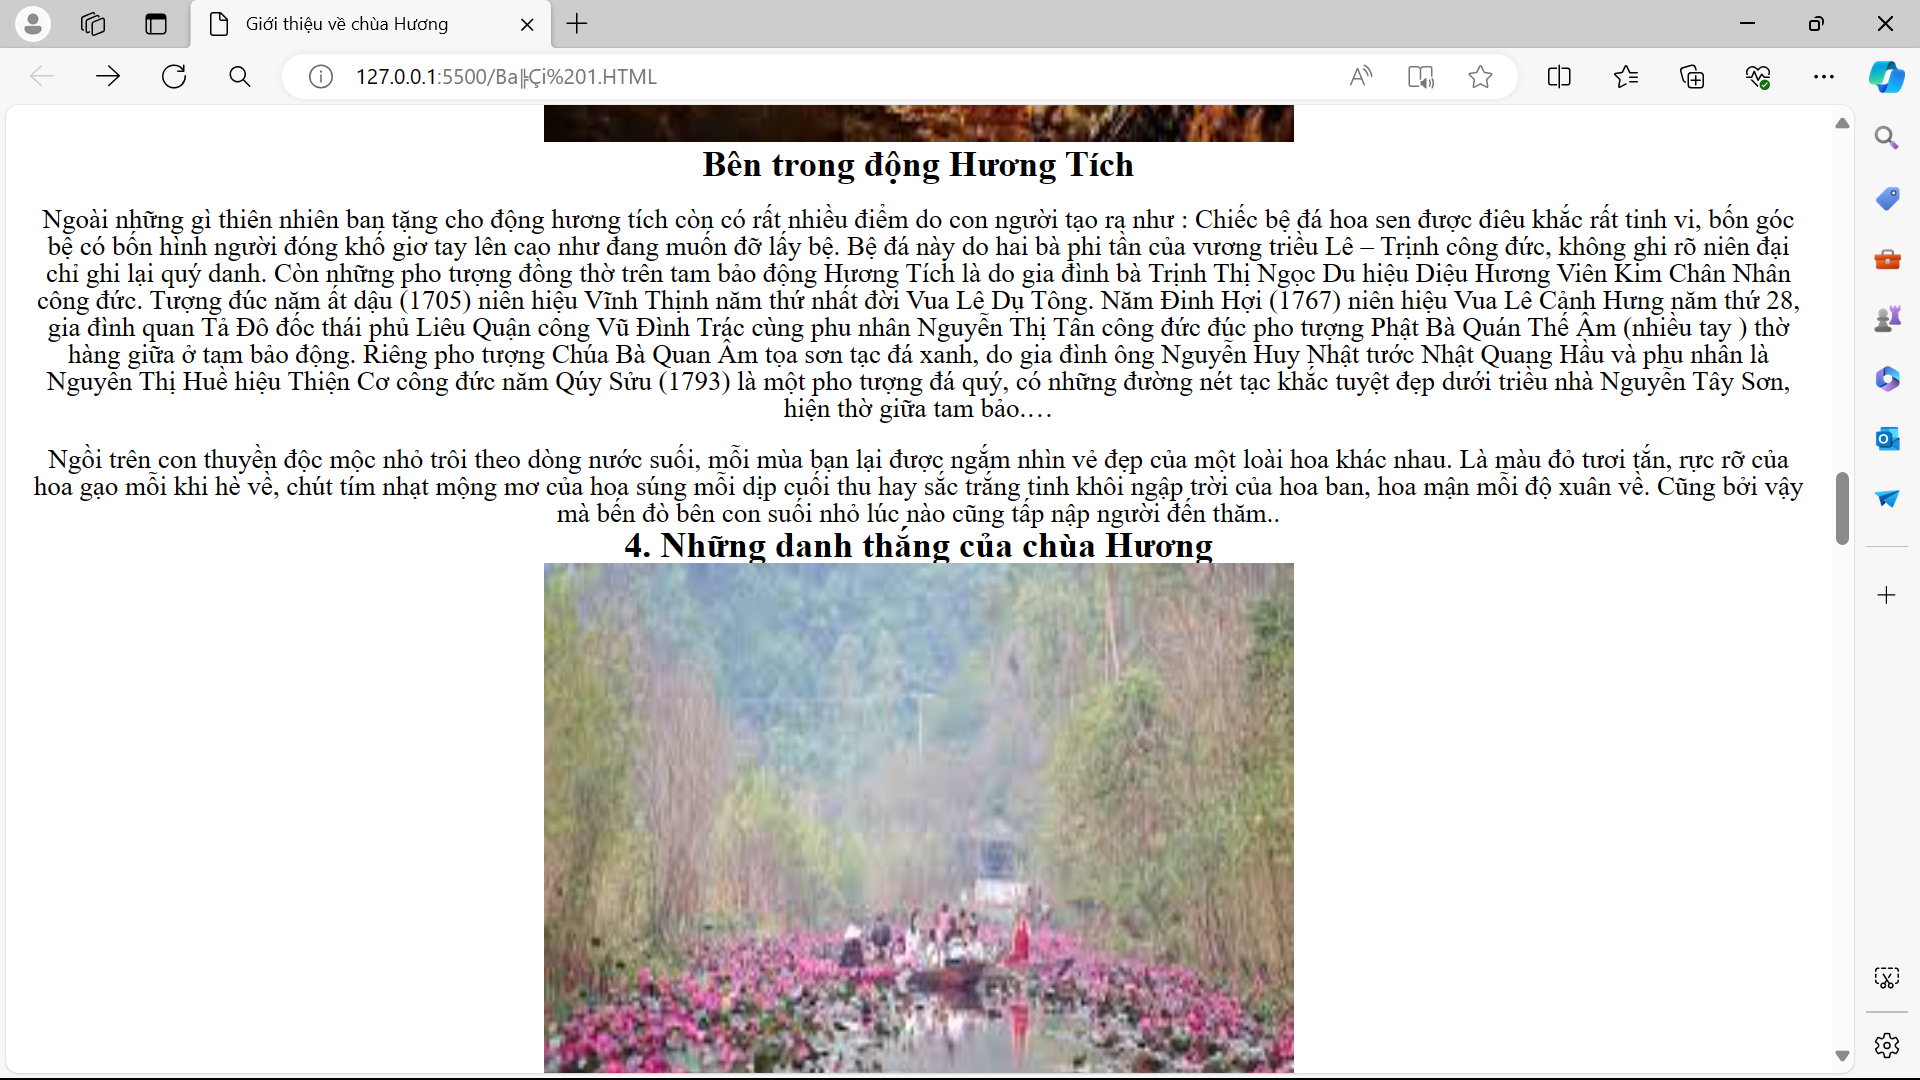 Giới thiệu về chùa Hương
127.0.0.1:5500/Ba╠Çi%201.HTML
Bên trong động Hương Tích
Ngoài những gì thiên nhiên ban tặng cho động hương tích còn có rất nhiều điểm do con người tạo ra như : Chiếc bệ đá hoa sen được điêu khắc rất tinh vi, bốn góc
bệ có bốn hình người đóng khố giơ tay lên cao như đang muốn đỡ lấy bệ. Bệ đá này do hai bà phi tần của vương triều Lê – Trịnh công đức, không ghi rõ niên đại
chỉ ghi lại quý danh. Còn những pho tượng đồng thờ trên tam bảo động Hương Tích là do gia đình bà Trịnh Thị Ngọc Du hiệu Diệu Hương Viên Kim Chân Nhân
công đức. Tượng đúc năm ất dậu (1705) niên hiệu Vĩnh Thịnh năm thứ nhất đời Vua Lê Dụ Tông. Năm Đinh Hợi (1767) niên hiệu Vua Lê Cảnh Hưng năm thứ 28,
gia đình quan Tả Đô đốc thái phủ Liêu Quận công Vũ Đình Trác cùng phu nhân Nguyễn Thị Tần công đức đúc pho tượng Phật Bà Quán Thế Âm (nhiều tay ) thờ
hàng giữa ở tam bảo động. Riêng pho tượng Chúa Bà Quan Âm tọa sơn tạc đá xanh, do gia đình ông Nguyễn Huy Nhật tước Nhật Quang Hầu và phu nhân là
Nguyên Thị Huề hiệu Thiện Cơ công đức năm Qúy Sửu (1793) là một pho tượng đá quý, có những đường nét tạc khắc tuyệt đẹp dưới triều nhà Nguyễn Tây Sơn,
hiện thờ giữa tam bảo.…
Ngồi trên con thuyền độc mộc nhỏ trôi theo dòng nước suối, mỗi mùa bạn lại được ngắm nhìn vẻ đẹp của một loài hoa khác nhau. Là màu đỏ tươi tắn, rực rỡ của
hoa gạo mỗi khi hè về, chút tím nhạt mộng mơ của hoa súng mỗi dịp cuối thu hay sắc trắng tinh khôi ngập trời của hoa ban, hoa mận mỗi độ xuân về. Cũng bởi vậy
mà bến đò bên con suối nhỏ lúc nào cũng tấp nập người đến thăm..
4. Những danh thắng của chùa Hương